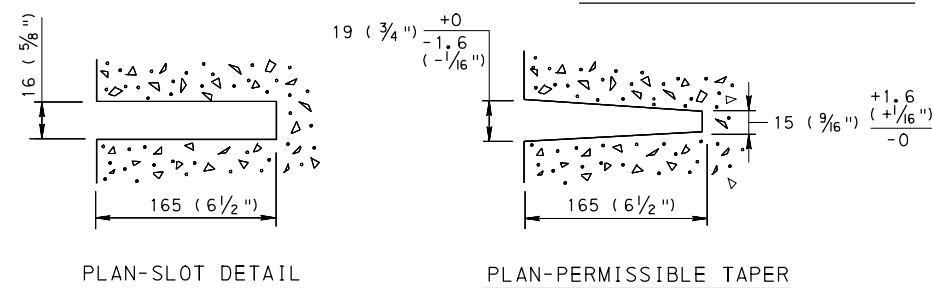 16 ( 5/8 ")
165 ( 6 1/2 ")
PLAN-SLOT DETAIL
19 ( 3/4 ")
+0
-1.6
( -1/16 ")
15 ( 9/16 ")
+1.6
( +1/16 ")
-0
165 ( 6 1/2 ")
PLAN-PERMISSIBLE TAPER